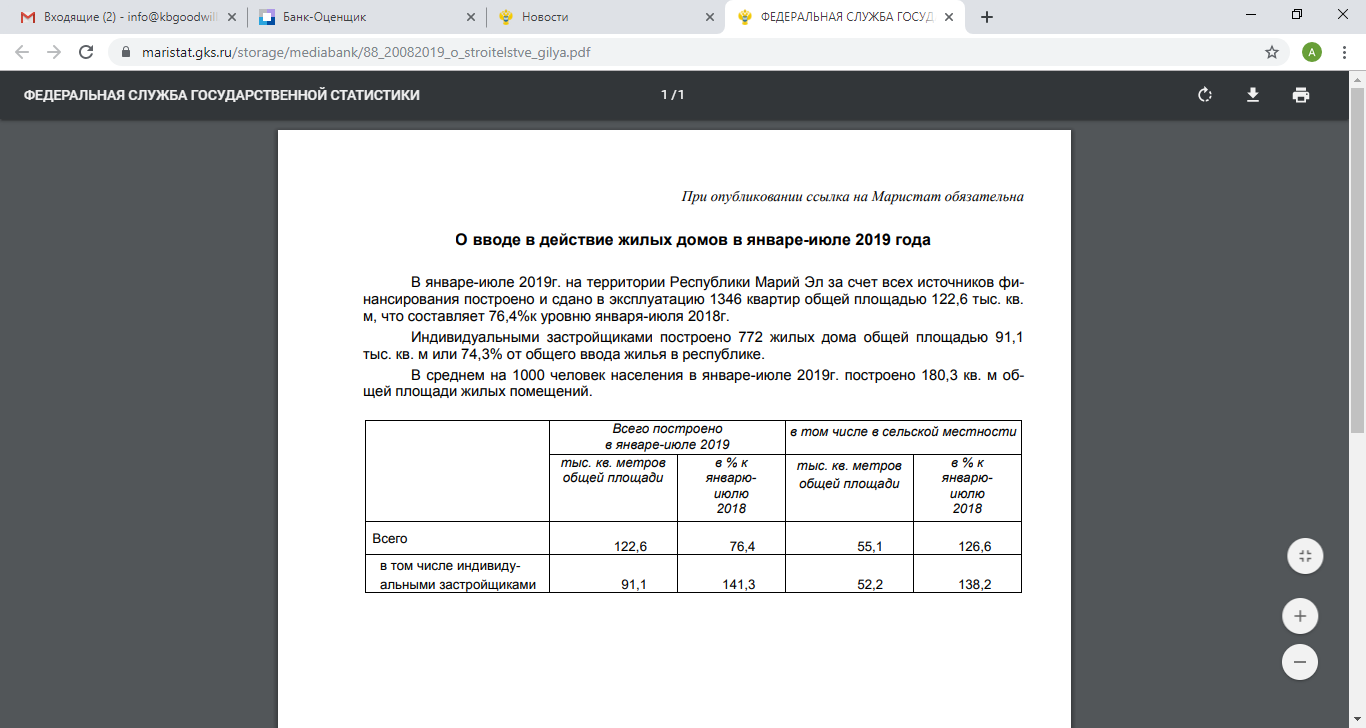 Входящие (2) - info@kbgoodwil
Банк-Оценщик
Новости
ФЕДЕРАЛЬНАЯ СЛУЖБА ГОСУД
maristat.gks.ru/storage/mediabank/88_20082019_o_stroitelstve_gilya.pdf
A
ФЕДЕРАЛЬНАЯ СЛУЖБА ГОСУДАРСТВЕННОЙ СТАТИСТИКИ
1 / 1
При опубликовании ссылка на Маристат обязательна
О вводе в действие жилых домов в январе-июле 2019 года
В январе-июле 2019г. на территории Республики Марий Эл за счет всех источников фи-
нансирования построено и сдано в эксплуатацию 1346 квартир общей площадью 122,6 тыс. кв.
м, что составляет 76,4%к уровню января-июля 2018г.
Индивидуальными застройщиками построено 772 жилых дома общей площадью 91,1
тыс. кв. м или 74,3% от общего ввода жилья в республике.
В среднем на 1000 человек населения в январе-июле 2019г. построено 180,3 кв. м об-
щей площади жилых помещений.
Всего построено
в январе-июле 2019
в том числе в сельской местности
тыс. кв. метров
общей площади
в % к
январю-
июлю
2018
тыс. кв. метров
общей площади
в % к
январю-
июлю
2018
Всего
122,6
76,4
55,1
126,6
в том числе индивиду-
альными застройщиками
91,1
141,3
52,2
138,2